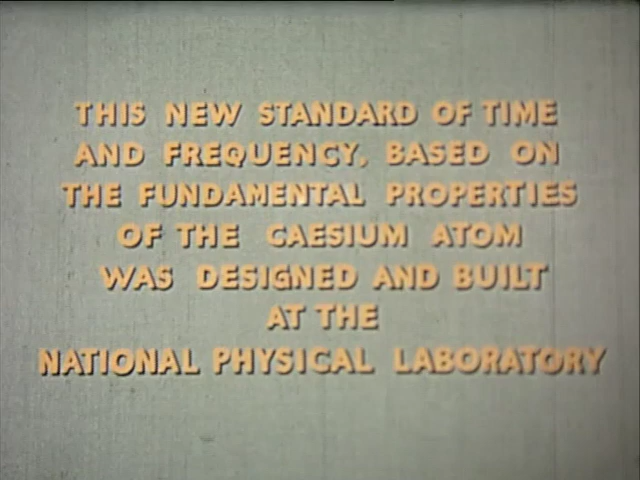 THIS NEW STANDARD OF TIME
AND FREQUENCY, BASED ON
THE FUNDAMENTAL PROPERTIES
OF THE CAESIUM ATOM
WAS DESIGNED AND BUILT
AT THE
NATIONAL PHYSICAL LABORATORY